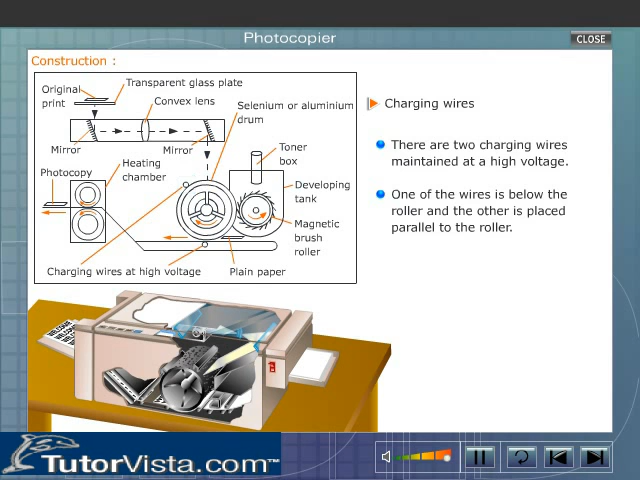 Photocopier
CLOSE
Construction :
Original
print
Transparent glass plate
Convex lens
Selenium or aluminium
drum
Mirror
Mirror
Toner
box
Photocopy
Heating
chamber
Developing
tank
Magnetic
brush
roller
Charging wires at high voltage
Plain paper
Charging wires
There are two charging wires
maintained at a high voltage.
One of the wires is below the
roller and the other is placed
parallel to the roller.
WELCOME
WELCOME
TutorVista.com™